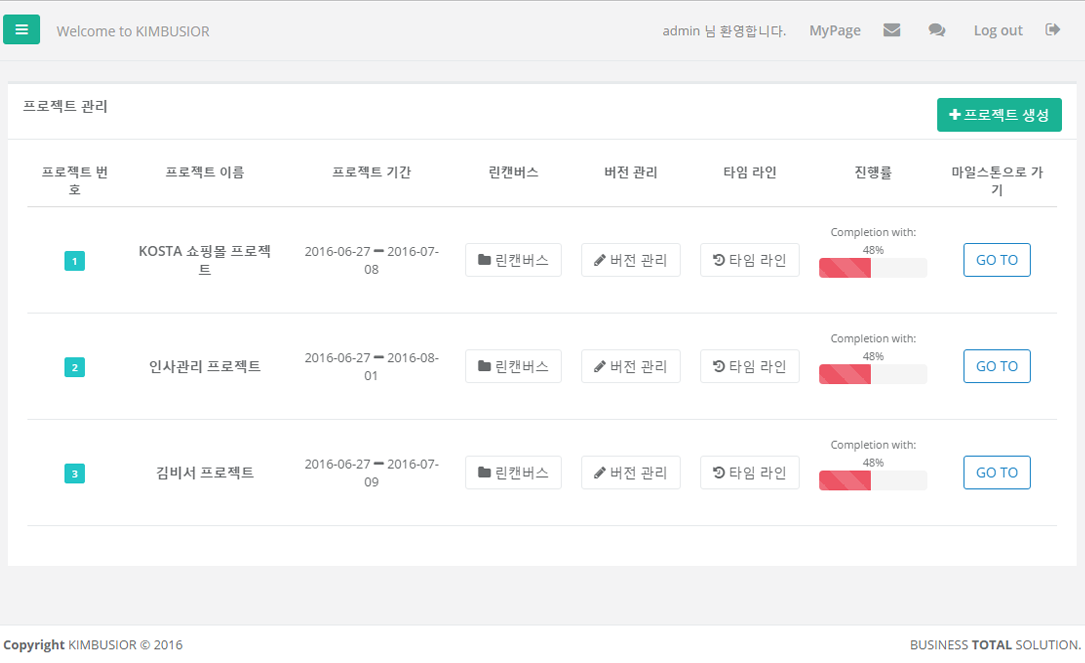 Welcome to KIMBUSIOR
admin 님 환영합니다.
MyPage
Log out
프로젝트 관리
프로젝트 생성
프로젝트 번
호
프로젝트 이름
프로젝트 기간
린캔버스
버전 관리
타임 라인
진행률
마일스톤으로 가
기
1
KOSTA 쇼핑몰 프로젝
트
2016-06-27 - 2016-07-
08
린캔버스
버전 관리
타임 라인
Completion with:
48%
GO TO
2
인사관리 프로젝트
2016-06-27 - 2016-08-
01
린캔버스
버전 관리
타임 라인
Completion with:
48%
GO TO
3
김비서 프로젝트
2016-06-27 - 2016-07-
09
린캔버스
버전 관리
타임 라인
Completion with:
48%
GO TO
Copyright KIMBUSIOR © 2016
BUSINESS TOTAL SOLUTION.